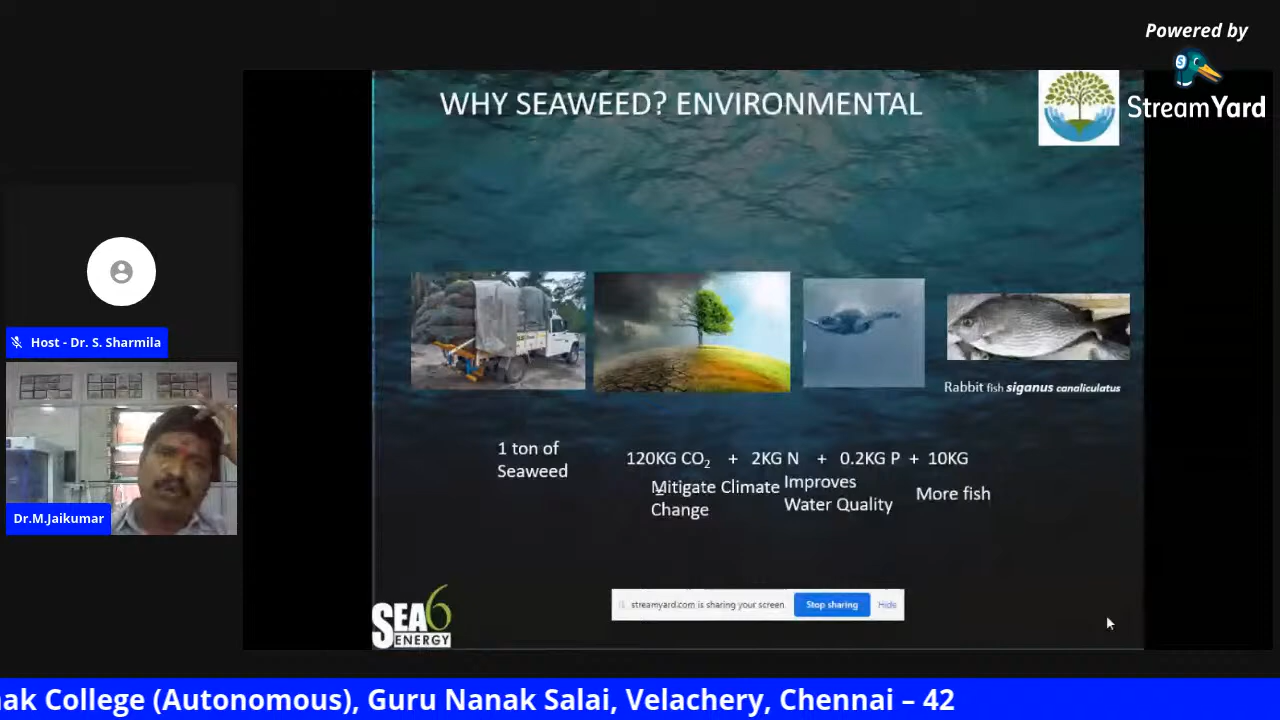 Powered by
StreamYard
WHY SEAWEED? ENVIRONMENTAL
Rabbit fish siganus canaliculatus
Host - Dr. S. Sharmila
Dr.M.Jaikumar
1 ton of
Seaweed
120KG CO₂ + 2KG N + 0.2KG P + 10KG
Mitigate Climate
Change
Improves
Water Quality
More fish
SEA6
ENERGY
streamyard.com is sharing your screen.
Stop sharing
Hide
ak College (Autonomous), Guru Nanak Salai, Velachery, Chennai – 42